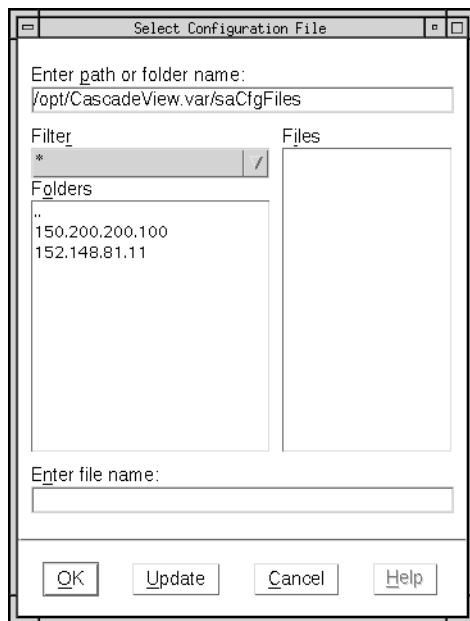 Select Configuration File
Enter path or folder name:
/opt/CascadeView.var/saCfgFiles
Filter
Files
*
Folders
..
150.200.200.100
152.148.81.11
Enter file name:
OK
Update
Cancel
Help